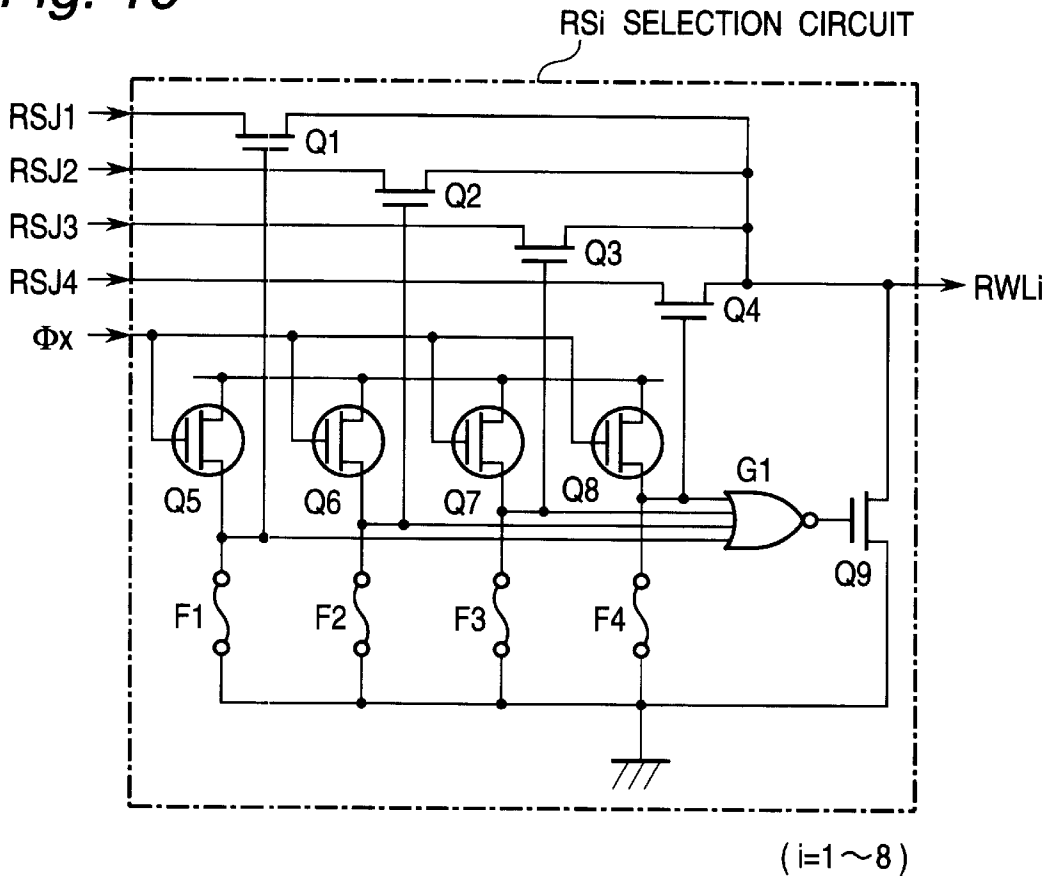 Fig.
RSi SELECTION CIRCUIT
RSJ1
Q1
RSJ2
Q2
RSJ3
Q3
RSJ4
Q4
RWLi
Φx
Q5
Q6
Q7
Q8
G1
Q9
F1
F2
F3
F4
( i=1～8 )